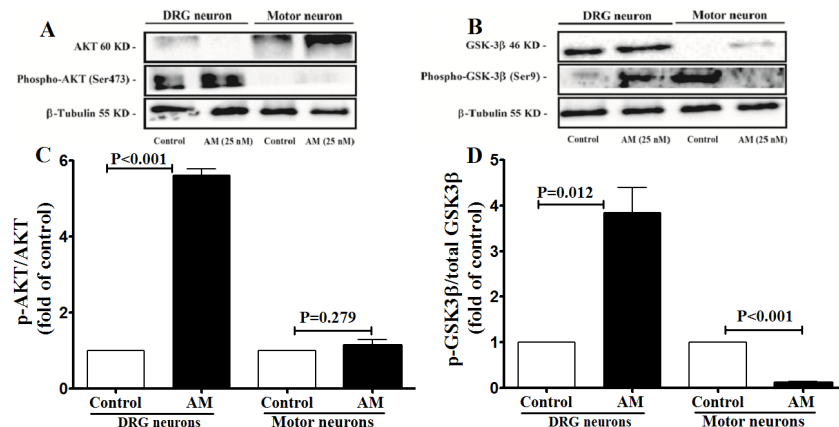 A
DRG neuron Motor neuron
AKT 60 KD -
Phospho-AKT (Ser473) -
β-Tubulin 55 KD -
Control AM (25 nM) Control AM (25 nM)
B
DRG neuron Motor neuron
GSK-3β 46 KD -
Phospho-GSK-3β (Ser9) -
β-Tubulin 55 KD -
Control AM (25 nM) Control AM (25 nM)
C
p-AKT/AKT
(fold of control)
6
4
2
1
0
P<0.001
P=0.279
Control AM Control AM
DRG neurons Motor neurons
D
p-GSK3β/total GSK3β
(fold of control)
5
4
3
2
1
0
P=0.012
P<0.001
Control AM Control AM
DRG neurons Motor neurons